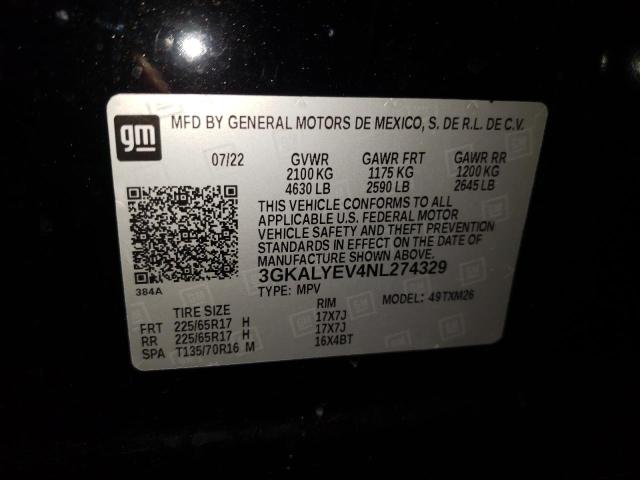 gm
MFD BY GENERAL MOTORS DE MEXICO, S. DE R.L. DE C.V.
07/22 GVWR GAWR FRT GAWR RR
2100 KG 1175 KG 1200 KG
4630 LB 2590 LB 2645 LB
THIS VEHICLE CONFORMS TO ALL
APPLICABLE U.S. FEDERAL MOTOR
VEHICLE SAFETY AND THEFT PREVENTION
STANDARDS IN EFFECT ON THE DATE OF
MANUFACTURE SHOWN ABOVE.
3GKALYEV4NL274329
384A
TYPE: MPV MODEL: 49TXM26
TIRE SIZE RIM
FRT 225/65R17 H 17X7J
RR 225/65R17 H 17X7J
SPA T135/70R16 M 16X4BT